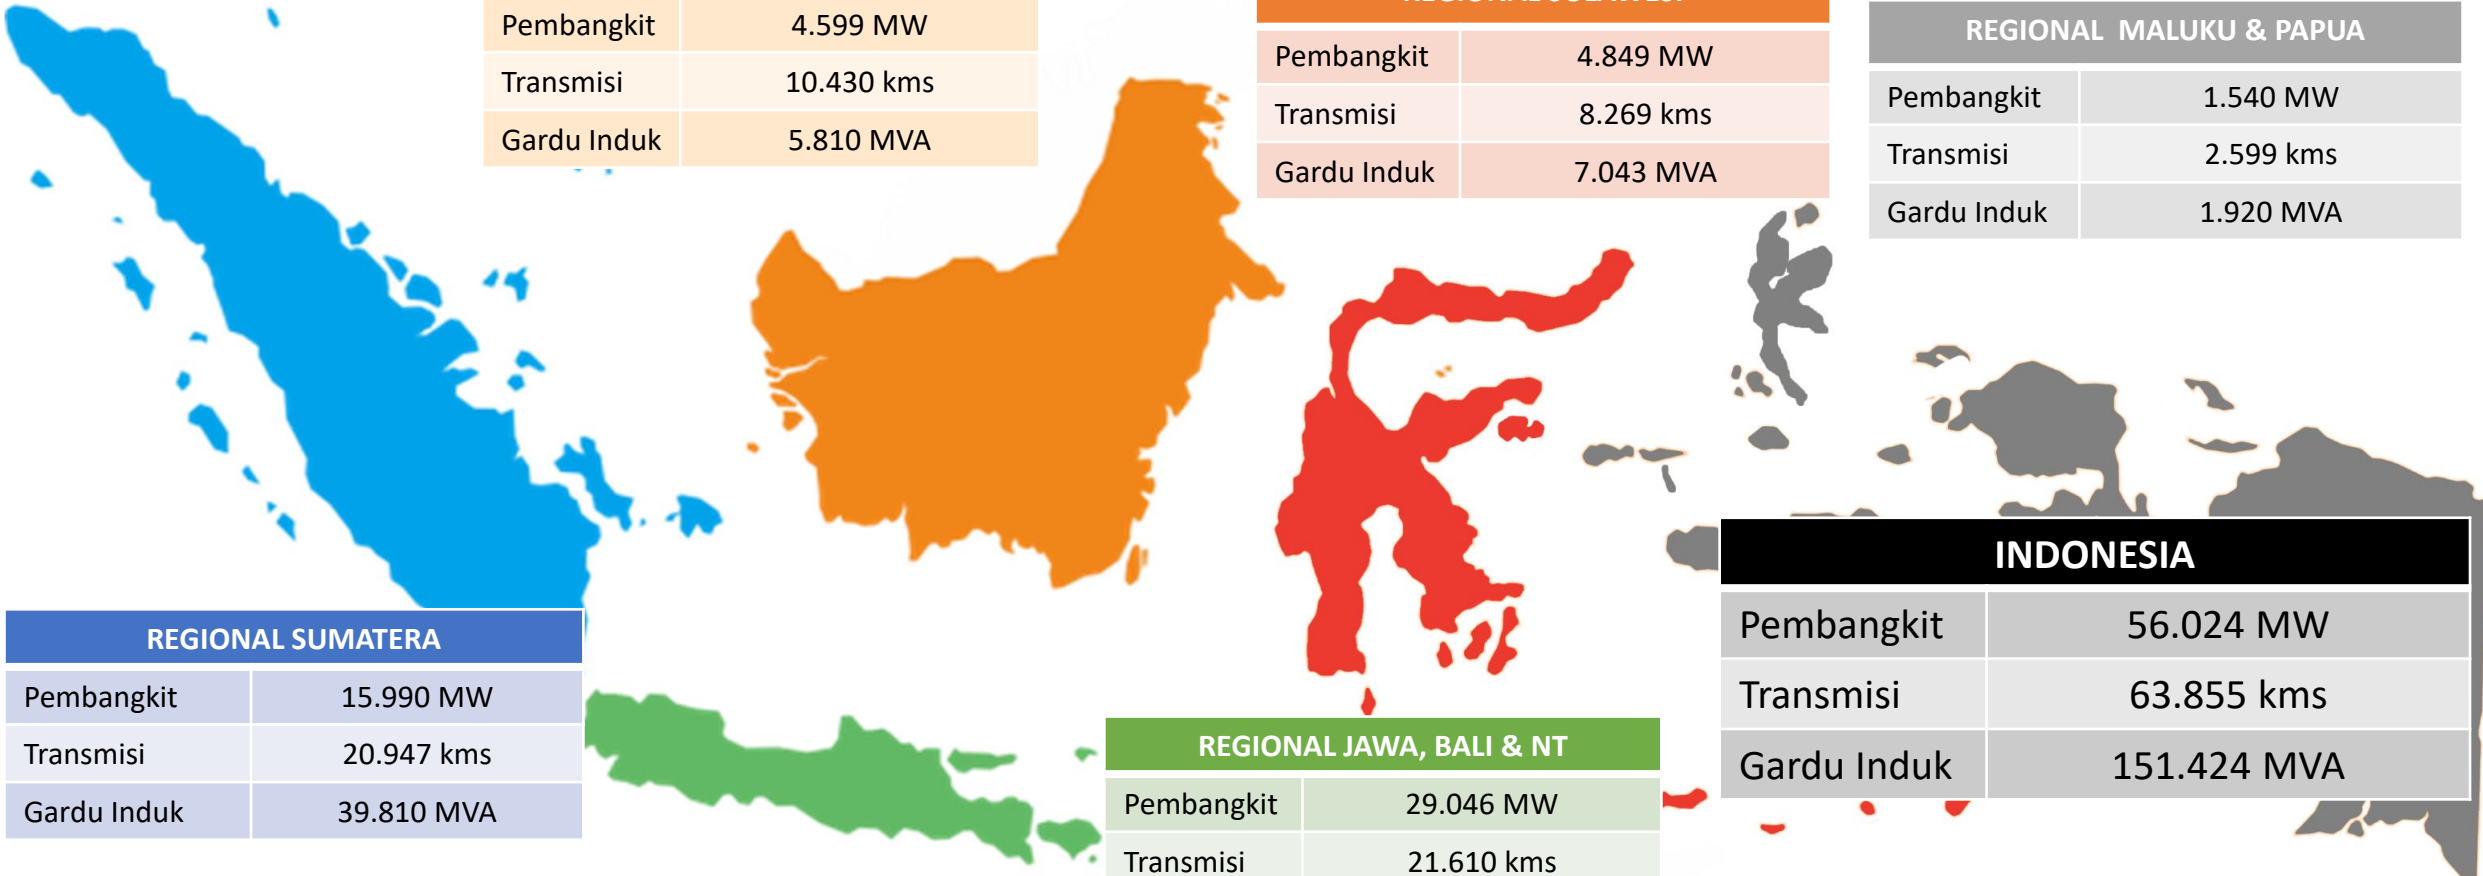 Pembangkit 4.599 MW
Transmisi 10.430 kms
Gardu Induk 5.810 MVA
Pembangkit 4.849 MW
Transmisi 8.269 kms
Gardu Induk 7.043 MVA
REGIONAL MALUKU & PAPUA
Pembangkit 1.540 MW
Transmisi 2.599 kms
Gardu Induk 1.920 MVA
INDONESIA
Pembangkit 56.024 MW
Transmisi 63.855 kms
Gardu Induk 151.424 MVA
REGIONAL SUMATERA
Pembangkit 15.990 MW
Transmisi 20.947 kms
Gardu Induk 39.810 MVA
REGIONAL JAWA, BALI & NT
Pembangkit 29.046 MW
Transmisi 21.610 kms